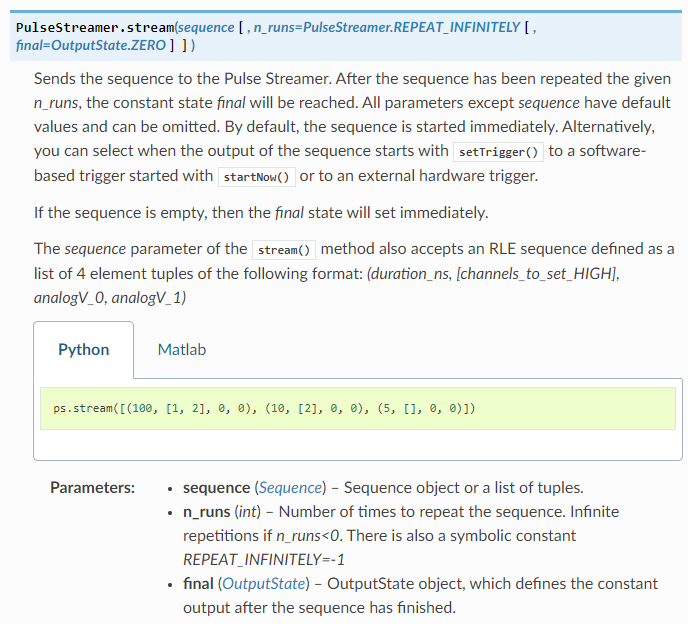 PulseStreamer.stream(sequence [ , n_runs=PulseStreamer.REPEAT_INFINITELY [ ,
final=OutputState.ZERO ] ] )
Sends the sequence to the Pulse Streamer. After the sequence has been repeated the given
n_runs, the constant state final will be reached. All parameters except sequence have default
values and can be omitted. By default, the sequence is started immediately. Alternatively,
you can select when the output of the sequence starts with setTrigger() to a software-
based trigger started with startNow() or to an external hardware trigger.
If the sequence is empty, then the final state will set immediately.
The sequence parameter of the stream() method also accepts an RLE sequence defined as a
list of 4 element tuples of the following format: (duration_ns, [channels_to_set_HIGH],
analogV_0, analogV_1)
Python Matlab
ps.stream([(100, [1, 2], 0, 0), (10, [2], 0, 0), (5, [], 0, 0)])
Parameters: • sequence (Sequence) – Sequence object or a list of tuples.
• n_runs (int) – Number of times to repeat the sequence. Infinite
repetitions if n_runs<0. There is also a symbolic constant
REPEAT_INFINITELY=-1
• final (OutputState) – OutputState object, which defines the constant
output after the sequence has finished.